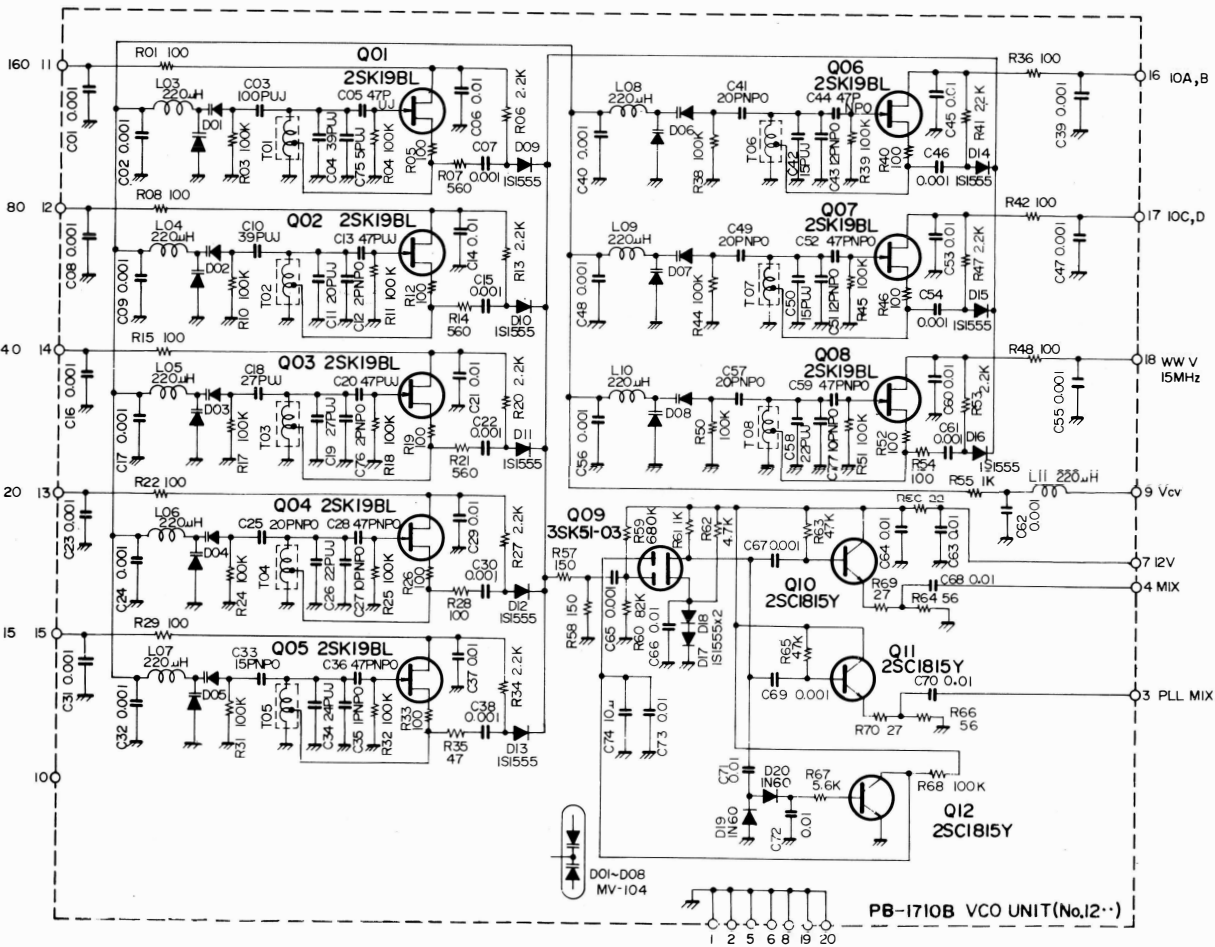 160 11
R01 100
C01 0.001
C02 0.001
L03
220μH
D01
R03 100K
C03
100PUJ
T01
C04 39PUJ
C75 5PUJ
C05 47P
UJ
R04 100K
Q01
2SK19BL
R05
100
C06 0.01
R06 2.2K
R07
560
C07
0.001
D09
1S1555
80 12
R08 100
C08 0.001
C09 0.001
L04
220μH
D02
R10 100K
C10
39PUJ
T02
C11 20PUJ
C12 2PNPO
C13 47PUJ
R11 100K
Q02 2SK19BL
R12
100
C14 0.01
R13 2.2K
R14
560
C15
0.001
D10
1S1555
40 14
R15 100
C16 0.001
C17 0.001
L05
220μH
D03
R17 100K
C18
27PUJ
T03
C19 27PUJ
C76 2PNPO
C20 47PUJ
R18 100K
Q03 2SK19BL
R19
100
C21 0.01
R20 2.2K
R21
560
C22
0.001
D11
1S1555
20 13
R22 100
C23 0.001
C24 0.001
L06
220μH
D04
R24 100K
C25 20PNPO
T04
C26 22PUJ
C27 10PNPO
C28 47PNPO
R25 100K
Q04 2SK19BL
R26
100
C29 0.01
R27 2.2K
R28
100
C30
0.001
D12
1S1555
15 15
R29 100
C31 0.001
C32 0.001
L07
220μH
D05
R31 100K
C33
15PNPO
T05
C34 24PUJ
C35 1PNPO
C36 47PNPO
R32 100K
Q05 2SK19BL
R33
100
C37 0.01
R34 2.2K
R35
47
C38
0.001
D13
1S1555
10
L08
220μH
C40 0.001
D06
R38 100K
C41
20PNPO
T06
C42 15PUJ
C43 12PNPO
C44 47P
NPO
R39 100K
Q06
2SK19BL
R40
100
C45 0.01
R41 22K
C46
0.001
D14
1S1555
R36 100
C39 0.001
16 10A,B
L09
220μH
C48 0.001
D07
R44 100K
C49
20PNPO
T07
C50 15PUJ
C51 12PNPO
C52 47PNPO
R45 100K
Q07
2SK19BL
R46
100
C53 0.01
R47 2.2K
C54
0.001
D15
1S1555
R42 100
C47 0.001
17 10C,D
L10
220μH
C56 0.001
D08
R50 100K
C57
20PNPO
T08
C58 22PUJ
C77 10PNPO
C59 47PNPO
R51 100K
Q08
2SK19BL
R52
100
C60 0.01
R53 2.2K
R54
100
C61
0.001
D16
1S1555
R48 100
C55 0.001
18 WWV
15MHz
R55 1K
C62 0.001
L11 220μH
9 Vcv
R57
150
R58 150
C65 0.001
R59 680K
R60 82K
Q09
3SK51-03
R61 1K
R62 4.7K
C66 0.01
D17 D18
1S1555x2
C67 0.001
R63 47K
Q10
2SC1815Y
C64 0.01
C63 0.01
7 12V
R69
27
C68 0.01
R64 56
4 MIX
R65 47K
C69 0.001
Q11
2SC1815Y
C70 0.01
R70 27
R66
56
3 PLL MIX
C74 10μ
C73 0.01
C71 0.01
D19
1N60
D20
1N60
C72 0.01
R67
5.6K
R68 100K
Q12
2SC1815Y
D01~D08
MV-104
PB-1710B VCO UNIT(No.12··)
1 2 5 6 8 19 20